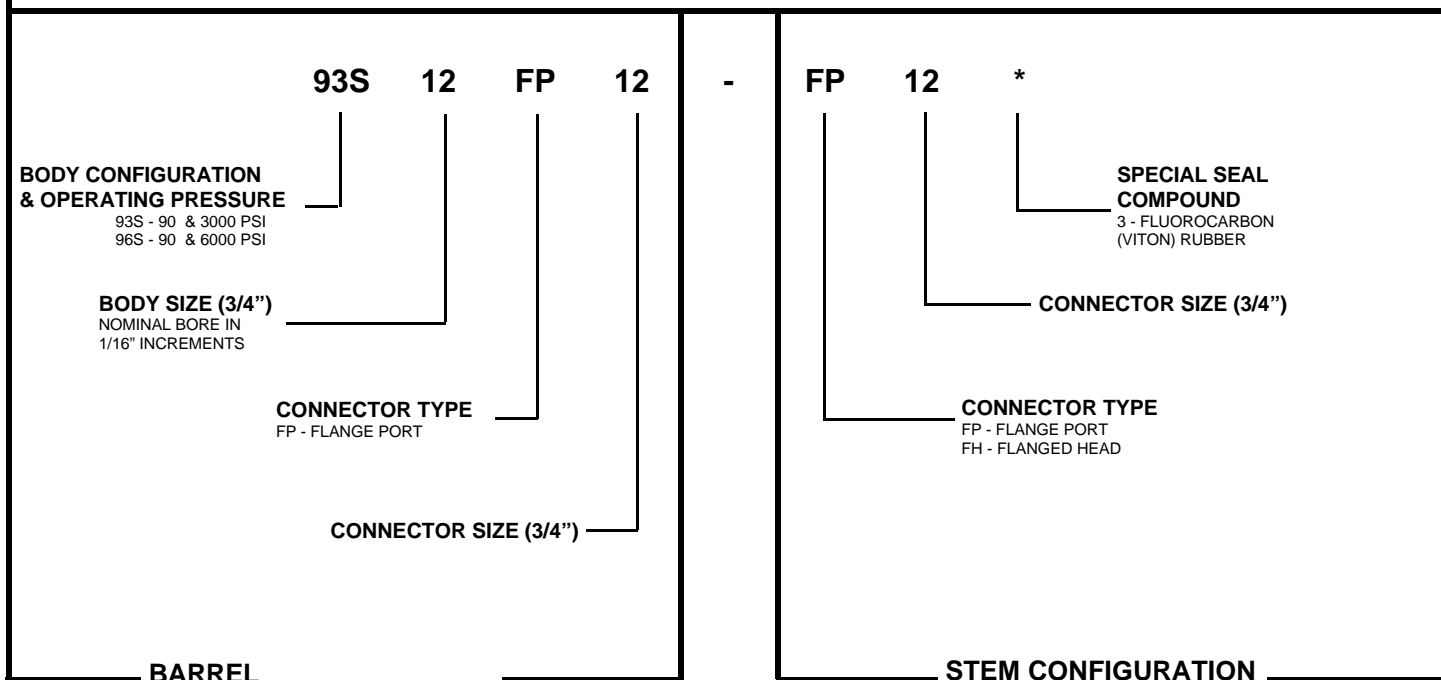 93S 12 FP 12 - FP 12 *
BODY CONFIGURATION
& OPERATING PRESSURE
93S - 90 & 3000 PSI
96S - 90 & 6000 PSI
SPECIAL SEAL
COMPOUND
3 - FLUOROCARBON
(VITON) RUBBER
BODY SIZE (3/4”)
NOMINAL BORE IN
1/16” INCREMENTS
CONNECTOR SIZE (3/4”)
CONNECTOR TYPE
FP - FLANGE PORT
CONNECTOR TYPE
FP - FLANGE PORT
FH - FLANGED HEAD
CONNECTOR SIZE (3/4”)
BARREL
STEM CONFIGURATION